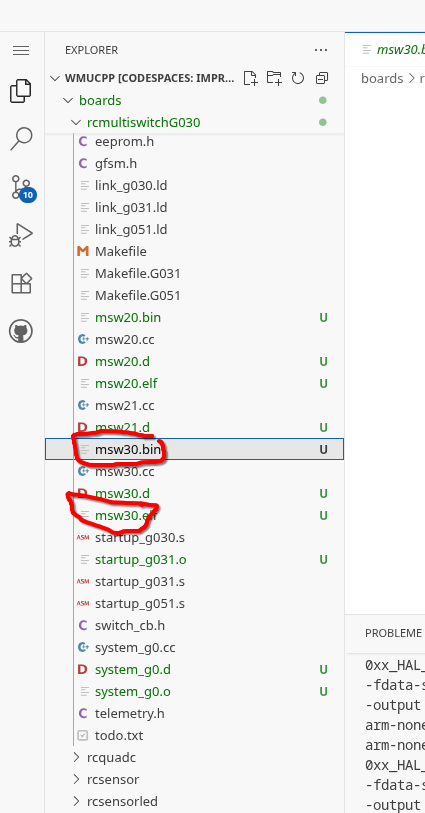 EXPLORER
WMUCPP [CODESPACES: IMPR...
boards
rcmultiswitchG030
eeprom.h
gfsm.h
link_g030.ld
link_g031.ld
link_g051.ld
Makefile
Makefile.G031
Makefile.G051
msw20.bin U
msw20.cc
msw20.d U
msw20.elf U
msw21.cc
msw21.d U
msw30.bin U
msw30.cc
msw30.d U
msw30.elf U
startup_g030.s
startup_g031.o U
startup_g031.s
startup_g051.s
switch_cb.h
system_g0.cc
system_g0.d U
system_g0.o U
telemetry.h
todo.txt
rcquadc
rcsensor
rcsensorled
10
msw30.b
boards > r
PROBLEME
0xx_HAL_
-fdata-s
-output
arm-none
arm-none
0xx_HAL_
-fdata-s
-output